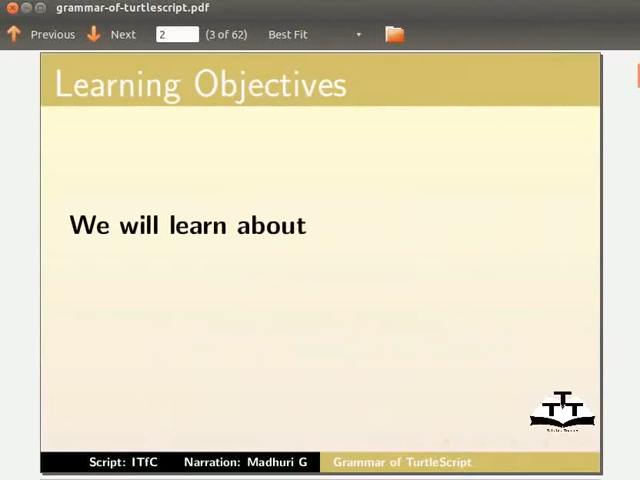 grammar-of-turtlescript.pdf
Previous Next 2 (3 of 62) Best Fit
Learning Objectives
We will learn about
TTT
Script: ITfC Narration: Madhuri G Grammar of TurtleScript